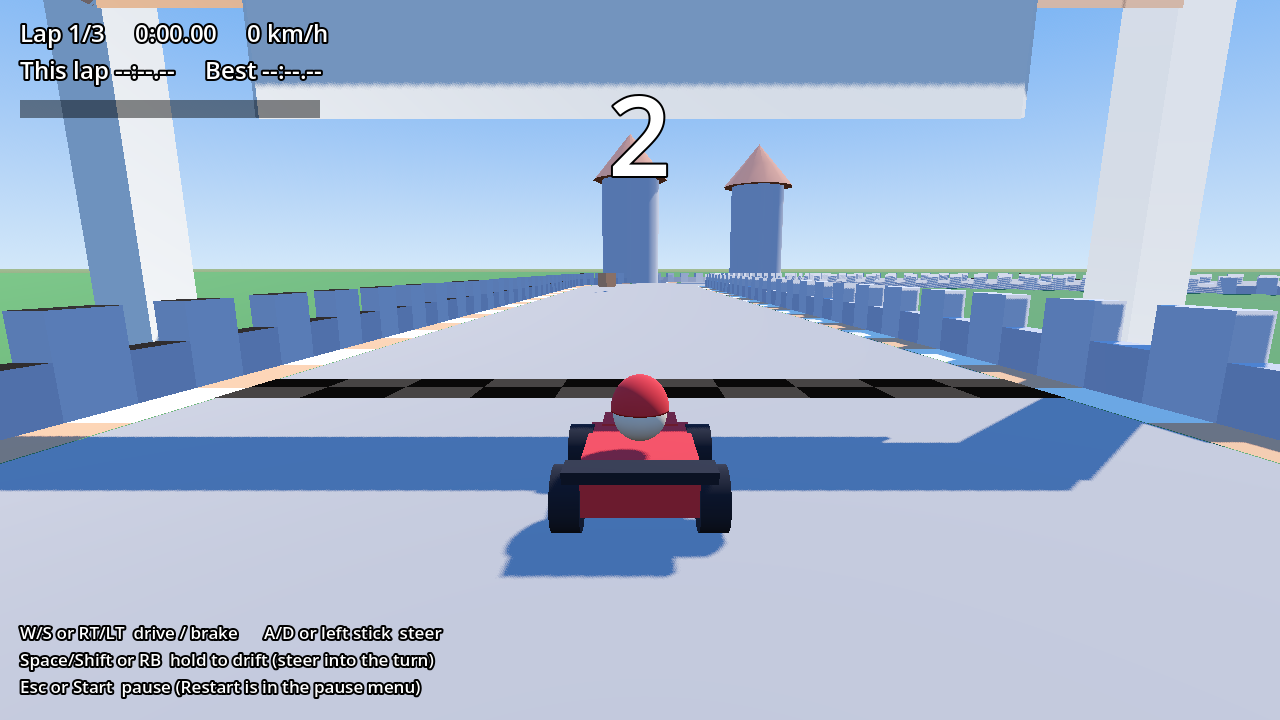 Lap 1/3 0:00.00 0 km/h
This lap --:--.-- Best --:--.--
2
W/S or RT/LT drive / brake A/D or left stick steer
Space/Shift or RB hold to drift (steer into the turn)
Esc or Start pause (Restart is in the pause menu)